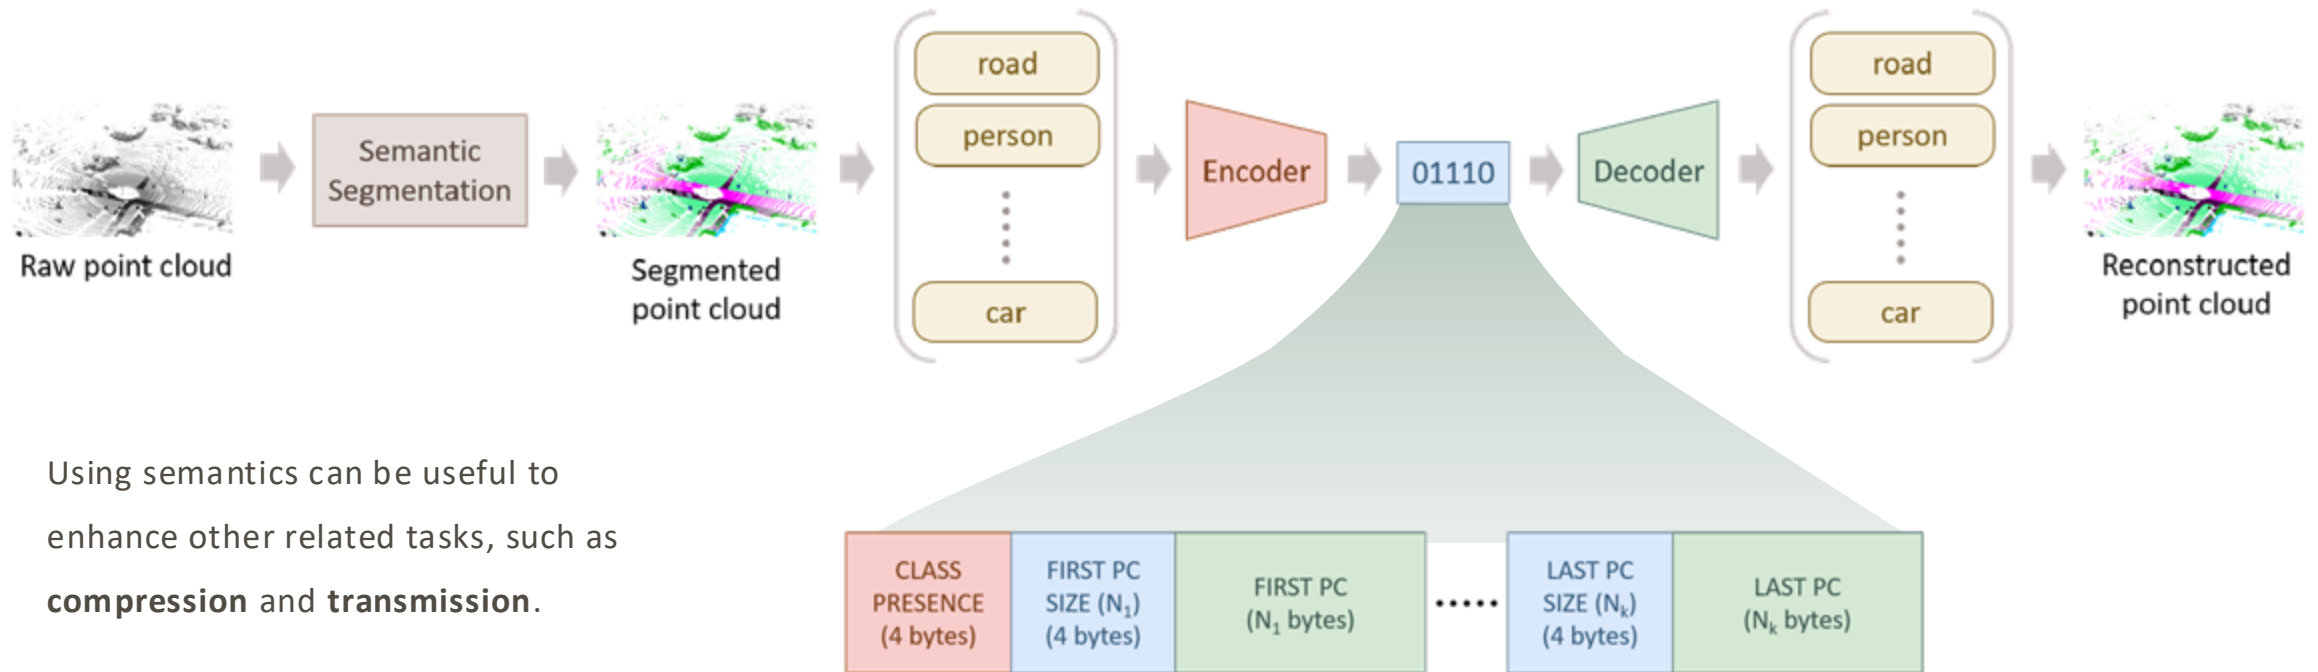 Raw point cloud
Semantic
Segmentation
Segmented
point cloud
road
person
car
Encoder
01110
Decoder
road
person
car
Reconstructed
point cloud
Using semantics can be useful to
enhance other related tasks, such as
compression and transmission.
CLASS
PRESENCE
(4 bytes)
FIRST PC
SIZE (N₁)
(4 bytes)
FIRST PC
(N₁ bytes)
LAST PC
SIZE (Nₖ)
(4 bytes)
LAST PC
(Nₖ bytes)